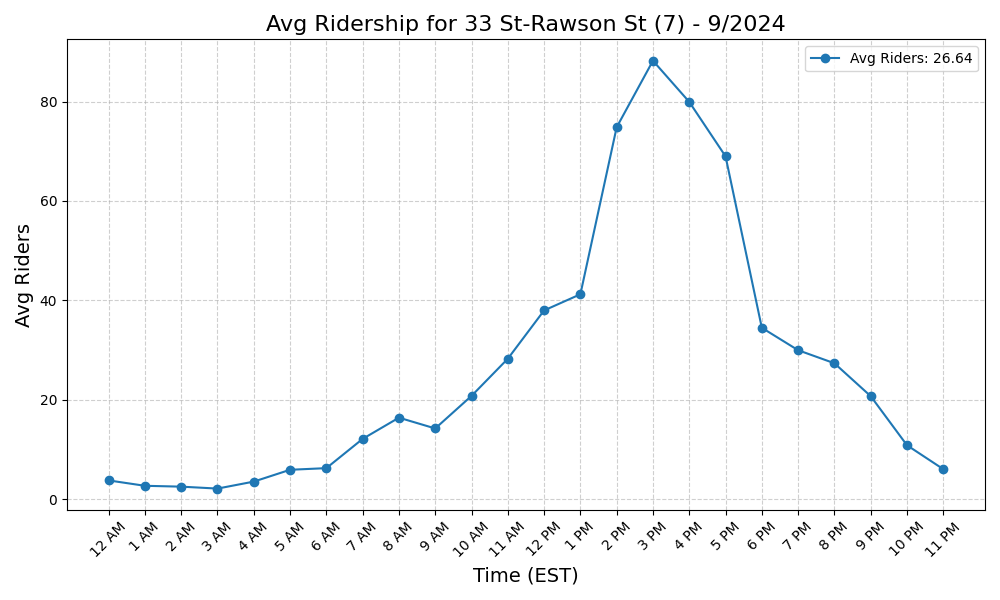 Avg Ridership for 33 St-Rawson St (7) - 9/2024
Avg Riders: 26.64
Avg Riders
80
60
40
20
0
12 AM
1 AM
2 AM
3 AM
4 AM
5 AM
6 AM
7 AM
8 AM
9 AM
10 AM
11 AM
12 PM
1 PM
2 PM
3 PM
4 PM
5 PM
6 PM
7 PM
8 PM
9 PM
10 PM
11 PM
Time (EST)